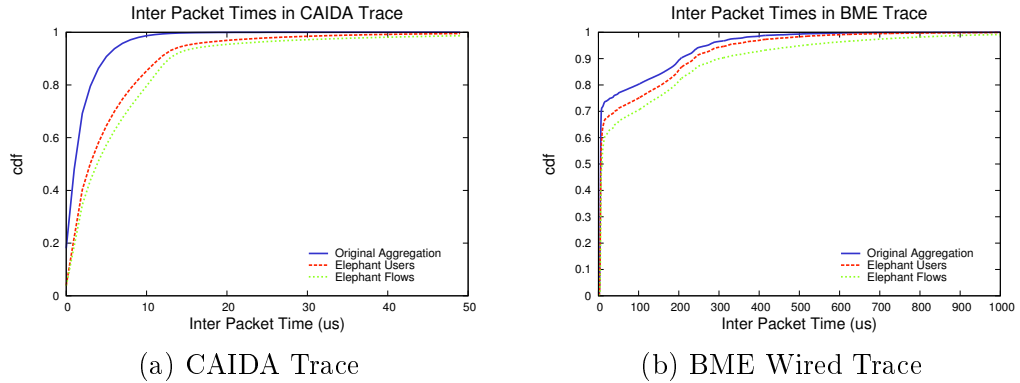 Inter Packet Times in CAIDA Trace
1
0.8
0.6
0.4
0.2
0
cdf
0
10
20
30
40
50
Inter Packet Time (us)
Original Aggregation
Elephant Users
Elephant Flows
(a) CAIDA Trace
Inter Packet Times in BME Trace
1
0.9
0.8
0.7
0.6
0.5
0.4
0.3
0.2
0.1
0
cdf
0
100
200
300
400
500
600
700
800
900
1000
Inter Packet Time (us)
Original Aggregation
Elephant Users
Elephant Flows
(b) BME Wired Trace